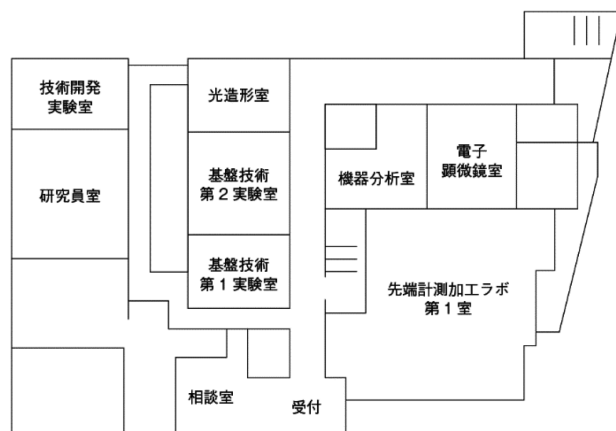 技術開発
実験室
光造形室
研究員室
基盤技術
第2実験室
機器分析室
電子
顕微鏡室
基盤技術
第1実験室
先端計測加工ラボ
第1室
相談室
受付